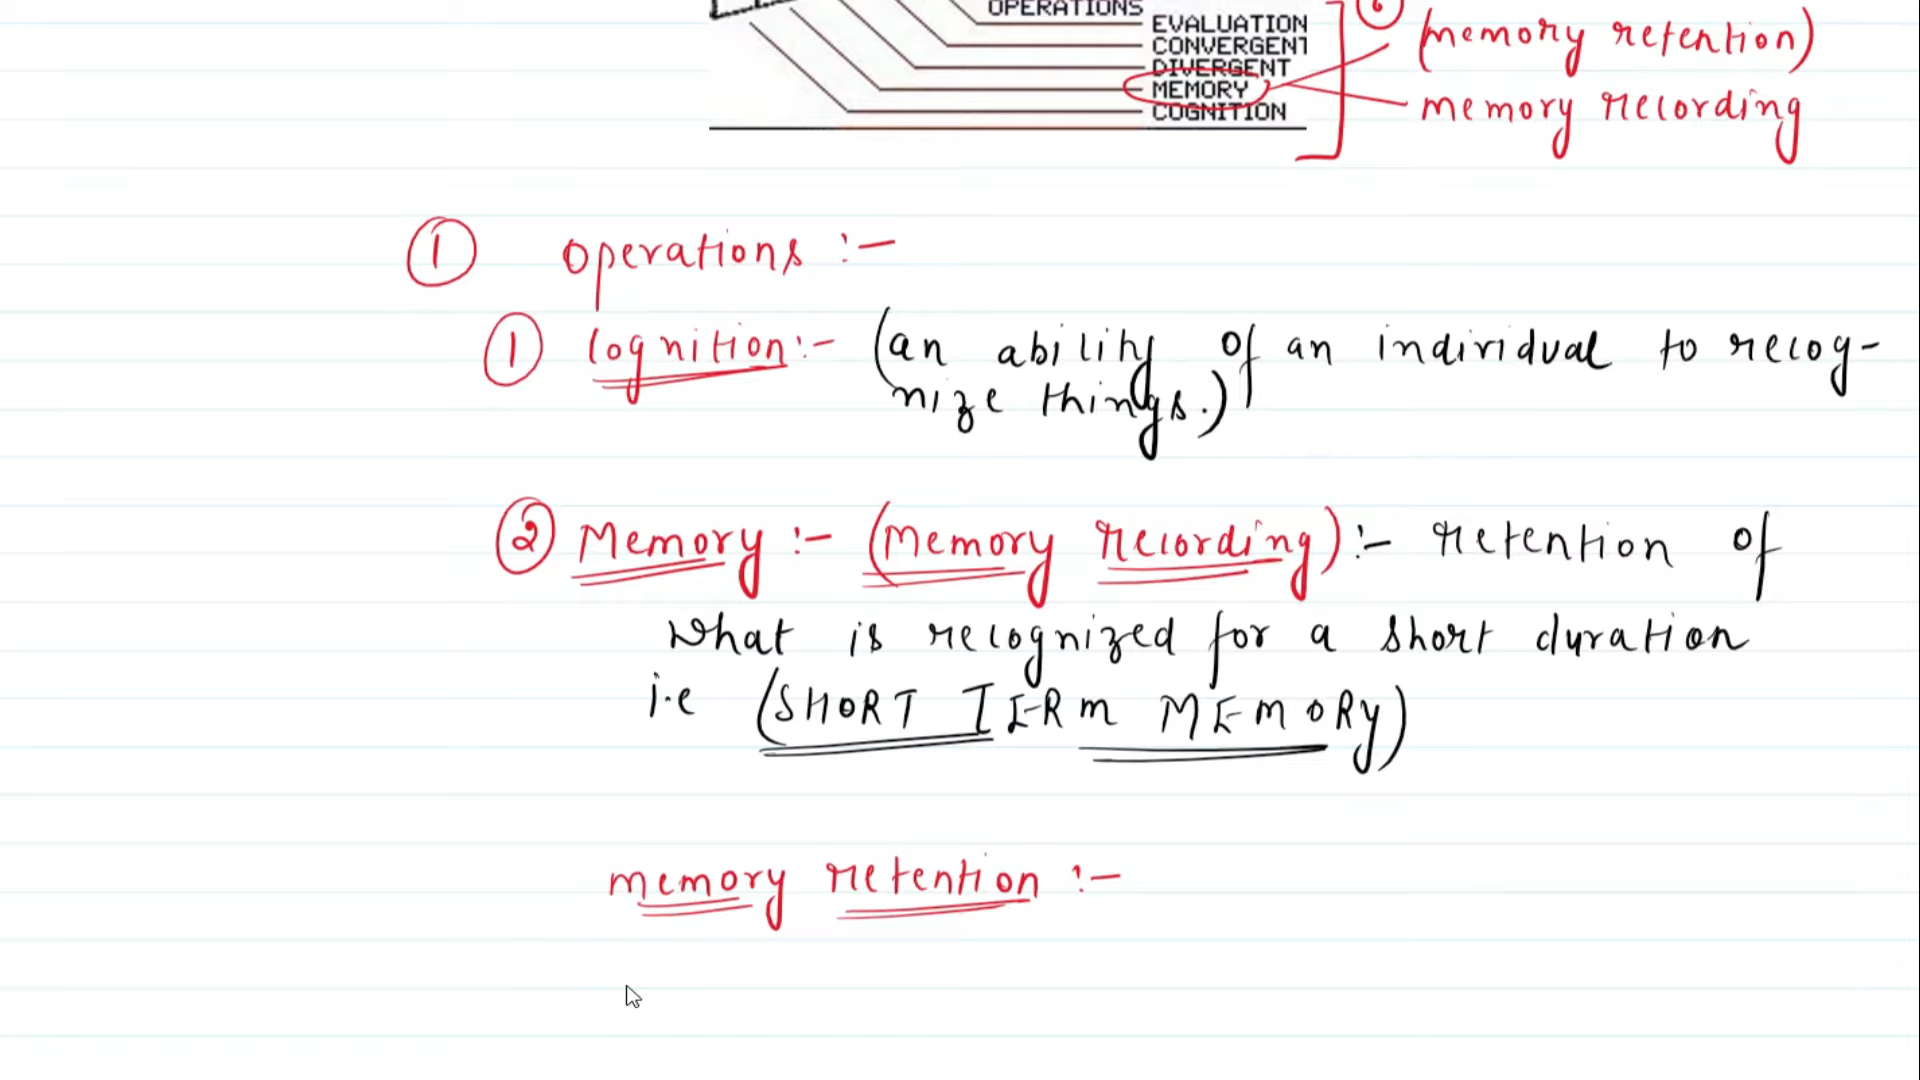 OPERATIONS
EVALUATION
CONVERGENT
DIVERGENT
MEMORY
COGNITION
6
(memory retention)
memory recording
1 operations :-
1 Cognition:- (an ability of an individual to recog-
nize things.)
2 Memory :- (Memory recording):- retention of
what is recognized for a short duration
i.e (SHORT TERM MEMORY)
memory retention :-